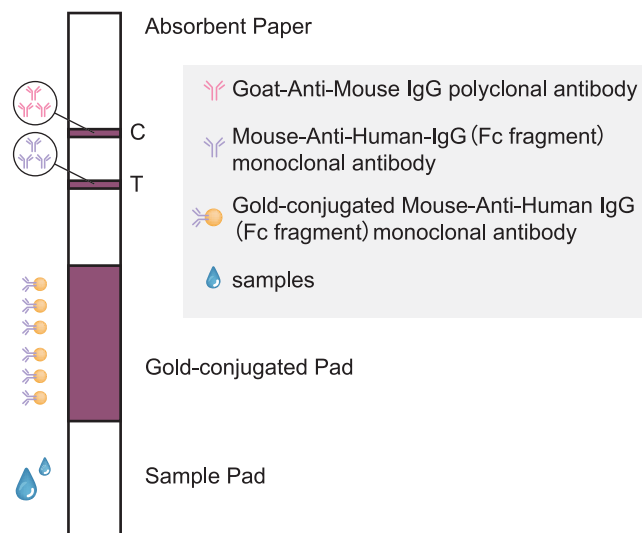 Absorbent Paper
Goat-Anti-Mouse IgG polyclonal antibody
C
Mouse-Anti-Human-IgG (Fc fragment)
monoclonal antibody
T
Gold-conjugated Mouse-Anti-Human IgG
(Fc fragment) monoclonal antibody
samples
Gold-conjugated Pad
Sample Pad